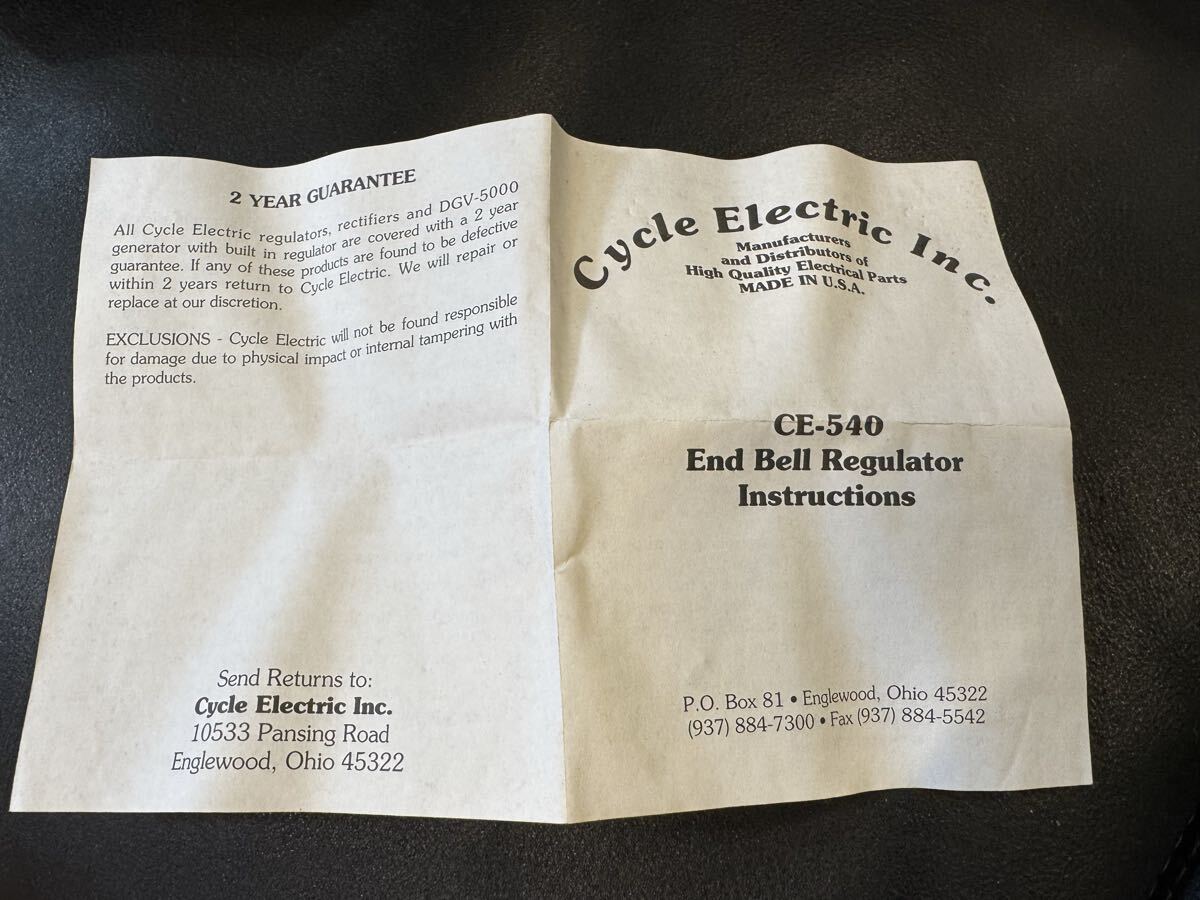 2 YEAR GUARANTEE
All Cycle Electric regulators, rectifiers and DGV-5000
generator with built in regulator are covered with a 2 year
guarantee. If any of these products are found to be defective
within 2 years return to Cycle Electric. We will repair or
replace at our discretion.
EXCLUSIONS - Cycle Electric will not be found responsible
for damage due to physical impact or internal tampering with
the products.
Send Returns to:
Cycle Electric Inc.
10533 Pansing Road
Englewood, Ohio 45322
Cycle Electric Inc.
Manufacturers
and Distributors of
High Quality Electrical Parts
MADE IN U.S.A.
CE-540
End Bell Regulator
Instructions
P.O. Box 81 • Englewood, Ohio 45322
(937) 884-7300 • Fax (937) 884-5542